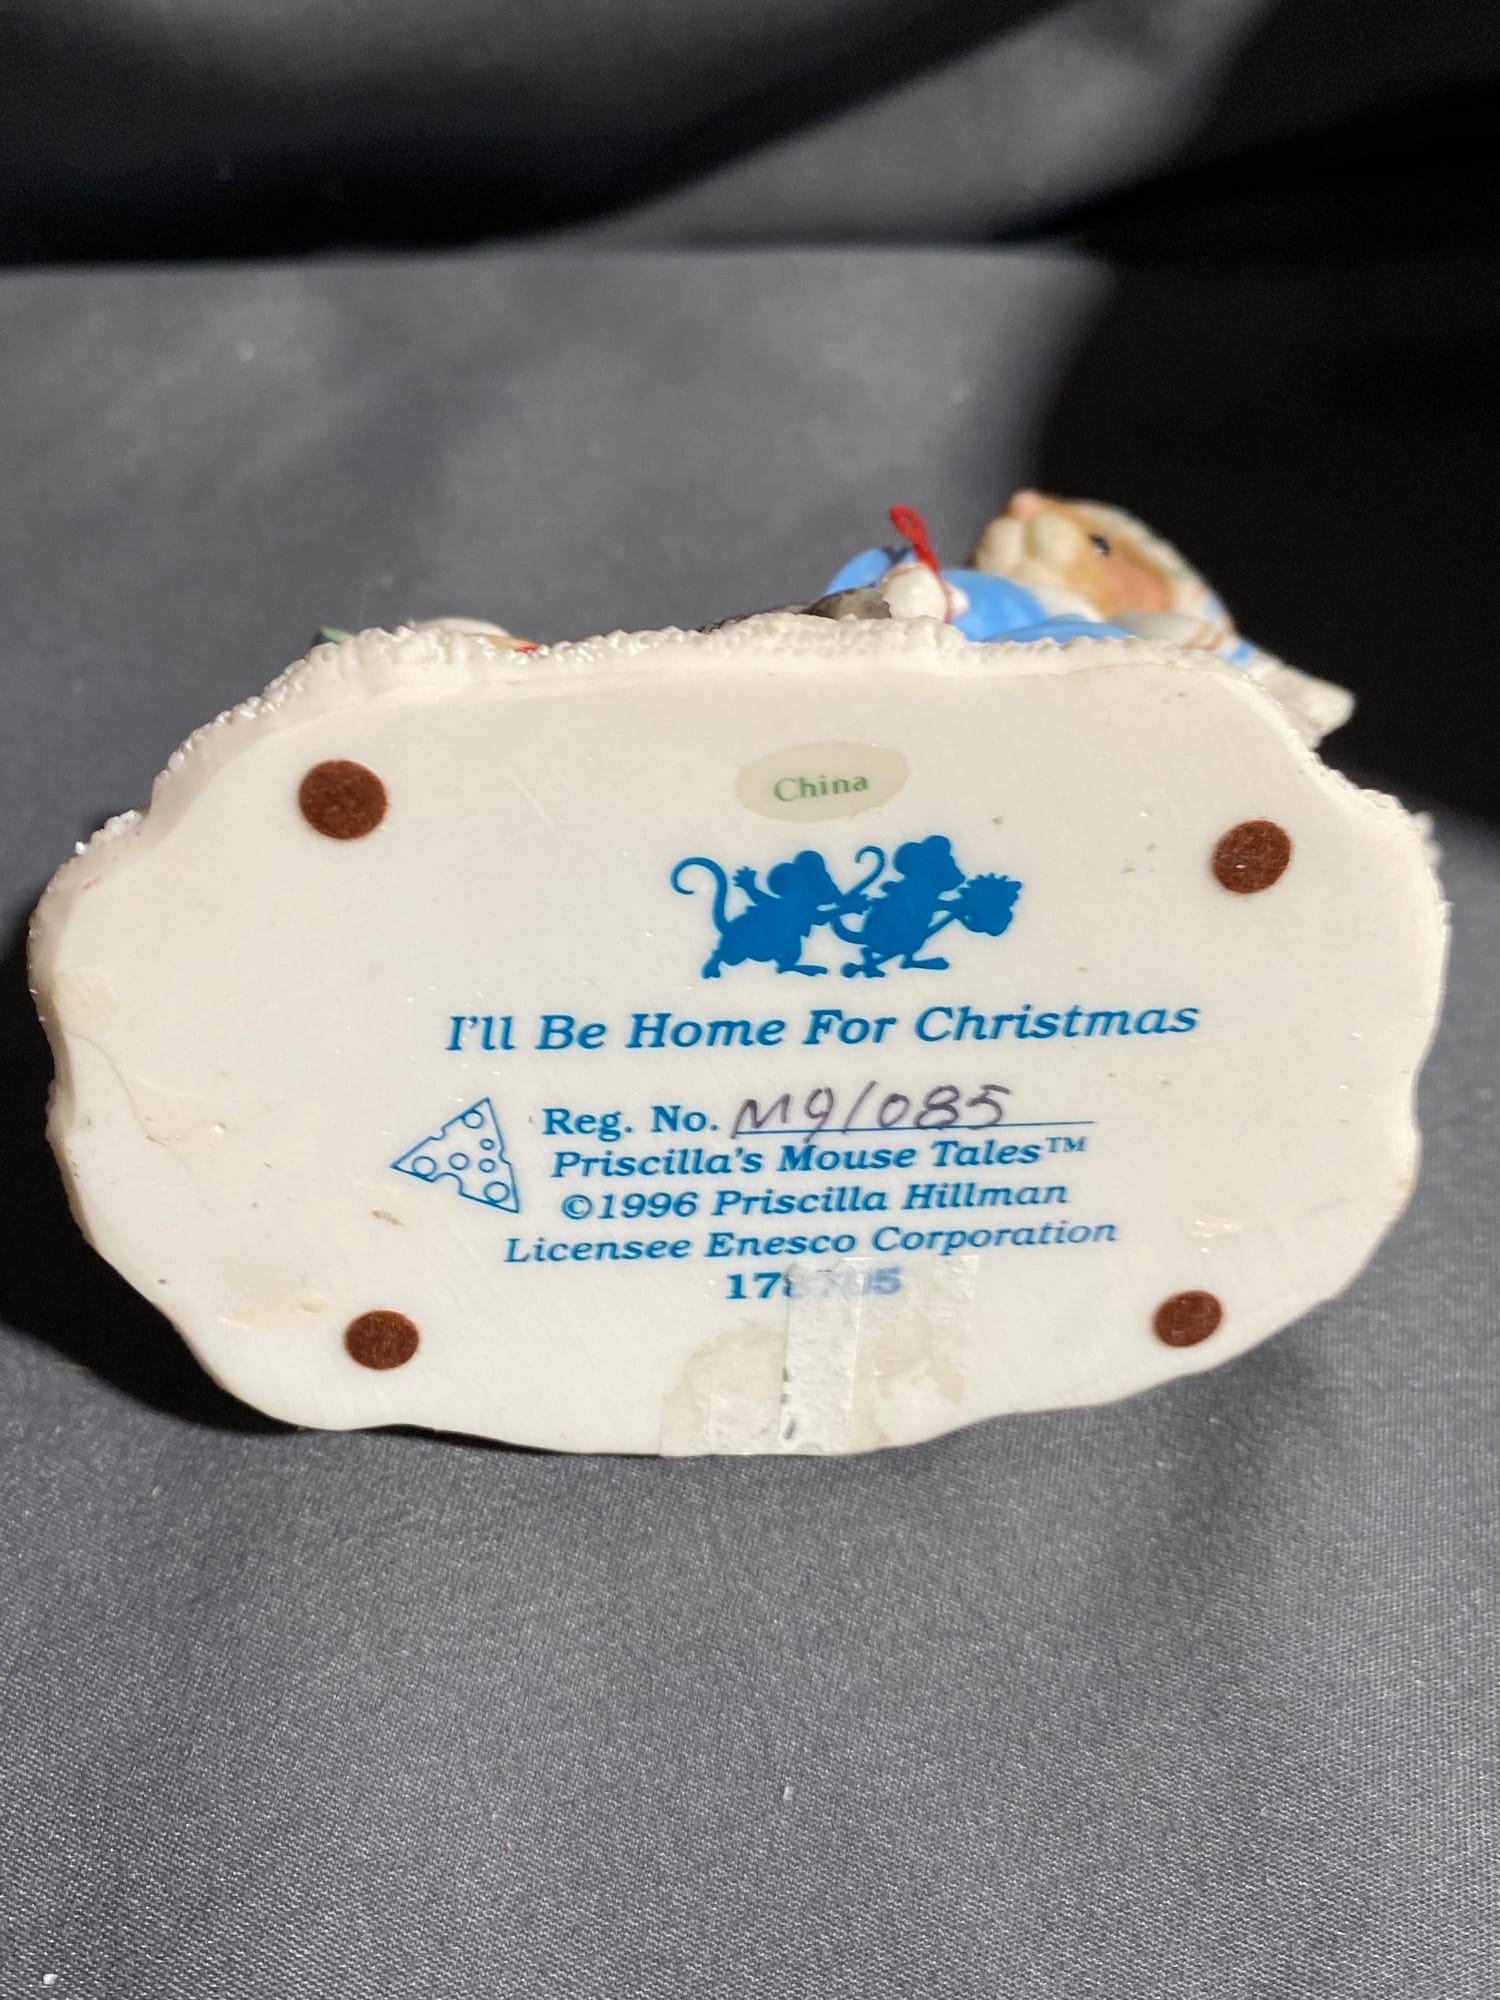 China
I'll Be Home For Christmas
Reg. No. M9/085
Priscilla's Mouse Tales™
©1996 Priscilla Hillman
Licensee Enesco Corporation